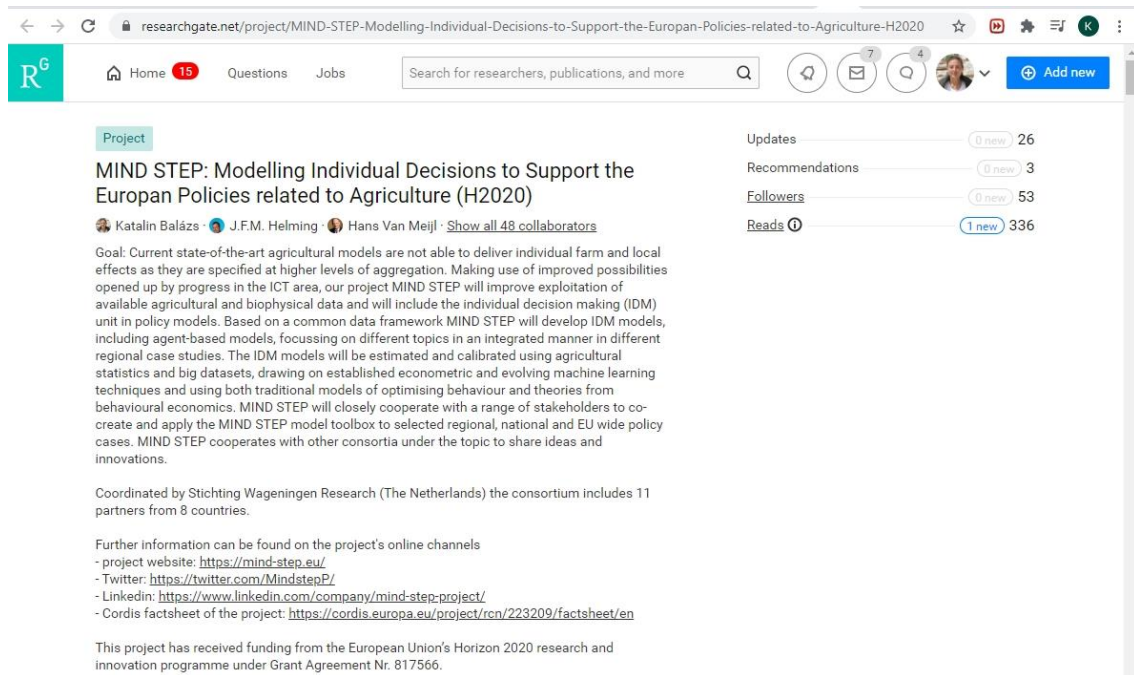 researchgate.net/project/MIND-STEP-Modelling-Individual-Decisions-to-Support-the-Europan-Policies-related-to-Agriculture-H2020
K
RG
Home 15 Questions Jobs Search for researchers, publications, and more 7 4 Add new
Project
MIND STEP: Modelling Individual Decisions to Support the
Europan Policies related to Agriculture (H2020)
Katalin Balázs · J.F.M. Helming · Hans Van Meijl · Show all 48 collaborators
Goal: Current state-of-the-art agricultural models are not able to deliver individual farm and local
effects as they are specified at higher levels of aggregation. Making use of improved possibilities
opened up by progress in the ICT area, our project MIND STEP will improve exploitation of
available agricultural and biophysical data and will include the individual decision making (IDM)
unit in policy models. Based on a common data framework MIND STEP will develop IDM models,
including agent-based models, focussing on different topics in an integrated manner in different
regional case studies. The IDM models will be estimated and calibrated using agricultural
statistics and big datasets, drawing on established econometric and evolving machine learning
techniques and using both traditional models of optimising behaviour and theories from
behavioural economics. MIND STEP will closely cooperate with a range of stakeholders to co-
create and apply the MIND STEP model toolbox to selected regional, national and EU wide policy
cases. MIND STEP cooperates with other consortia under the topic to share ideas and
innovations.
Coordinated by Stichting Wageningen Research (The Netherlands) the consortium includes 11
partners from 8 countries.
Further information can be found on the project's online channels
- project website: https://mind-step.eu/
- Twitter: https://twitter.com/MindstepP/
- Linkedin: https://www.linkedin.com/company/mind-step-project/
- Cordis factsheet of the project: https://cordis.europa.eu/project/rcn/223209/factsheet/en
This project has received funding from the European Union's Horizon 2020 research and
innovation programme under Grant Agreement Nr. 817566.
Updates 0 new 26
Recommendations 0 new 3
Followers 0 new 53
Reads 1 new 336